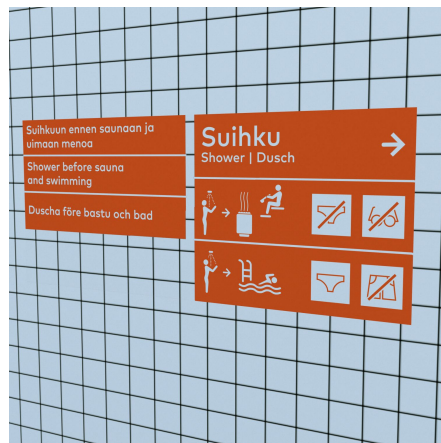 Suihkuun ennen saunaan ja
uimaan menoa
Shower before sauna
and swimming
Duscha före bastu och bad
Suihku
Shower | Dusch